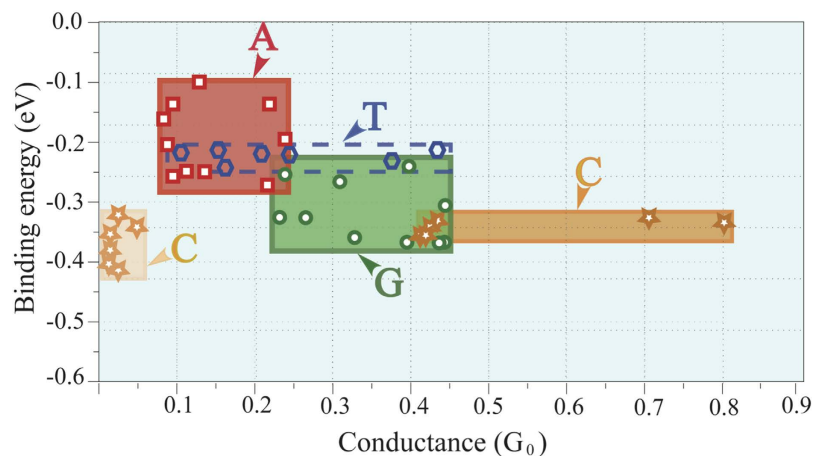 0.0
-0.1
-0.2
-0.3
-0.4
-0.5
-0.6
Binding energy (eV)
A
T
C
C
G
0.1 0.2 0.3 0.4 0.5 0.6 0.7 0.8 0.9
Conductance (G₀)